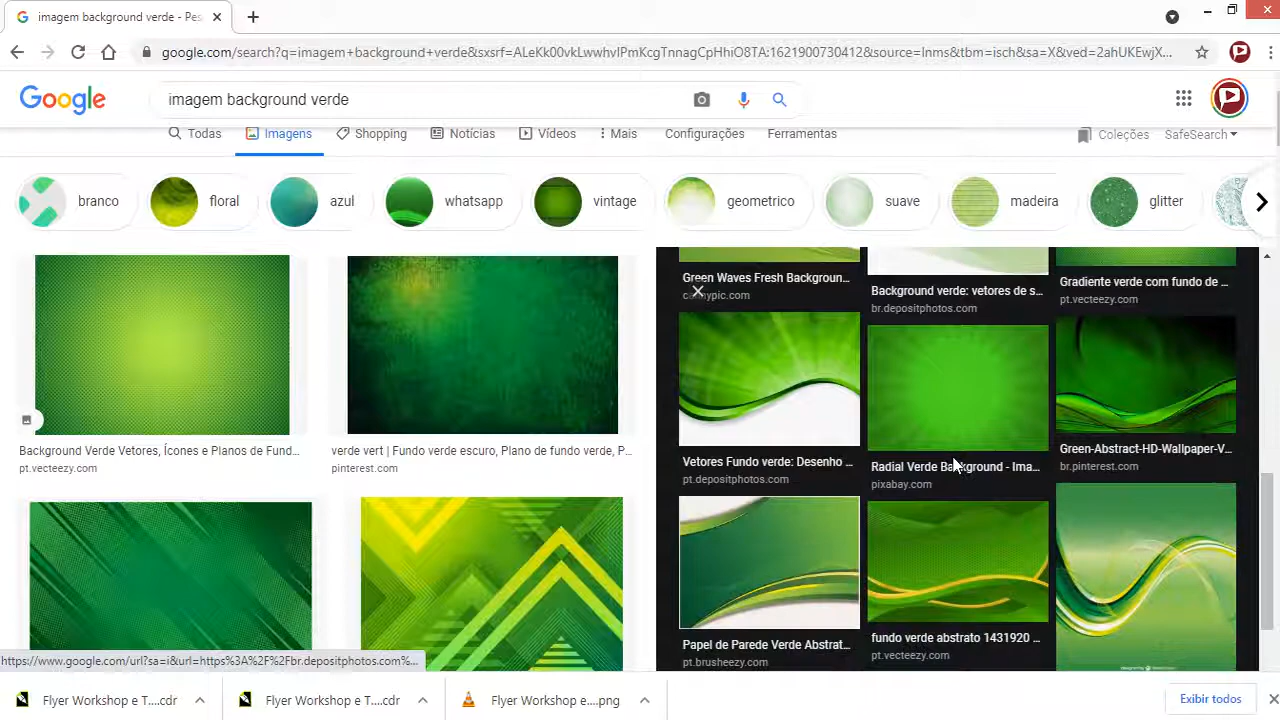 imagem background verde - Pes
google.com/search?q=imagem+background+verde&sxsrf=ALeKk00vkLwwhvIPmKcgTnnagCpHhiO8TA:1621900730412&source=lnms&tbm=isch&sa=X&ved=2ahUKEwjX...
Google
imagem background verde
Todas
Imagens
Shopping
Notícias
Vídeos
Mais
Configurações
Ferramentas
Coleções
SafeSearch
branco
floral
azul
whatsapp
vintage
geometrico
suave
madeira
glitter
Background Verde Vetores, Ícones e Planos de Fund...
pt.vecteezy.com
verde vert | Fundo verde escuro, Plano de fundo verde, P...
pinterest.com
Green Waves Fresh Backgroun...
Background verde: vetores de s...
br.depositphotos.com
Gradiente verde com fundo de ...
pt.vecteezy.com
Vetores Fundo verde: Desenho ...
pt.depositphotos.com
Radial Verde Background - Ima...
pixabay.com
Green-Abstract-HD-Wallpaper-V...
br.pinterest.com
Papel de Parede Verde Abstrat...
pt.brusheezy.com
fundo verde abstrato 1431920 ...
pt.vecteezy.com
https://www.google.com/url?sa=i&url=https%3A%2F%2Fbr.depositphotos.com%...
Flyer Workshop e T....cdr
Flyer Workshop e T....cdr
Flyer Workshop e....png
Exibir todos